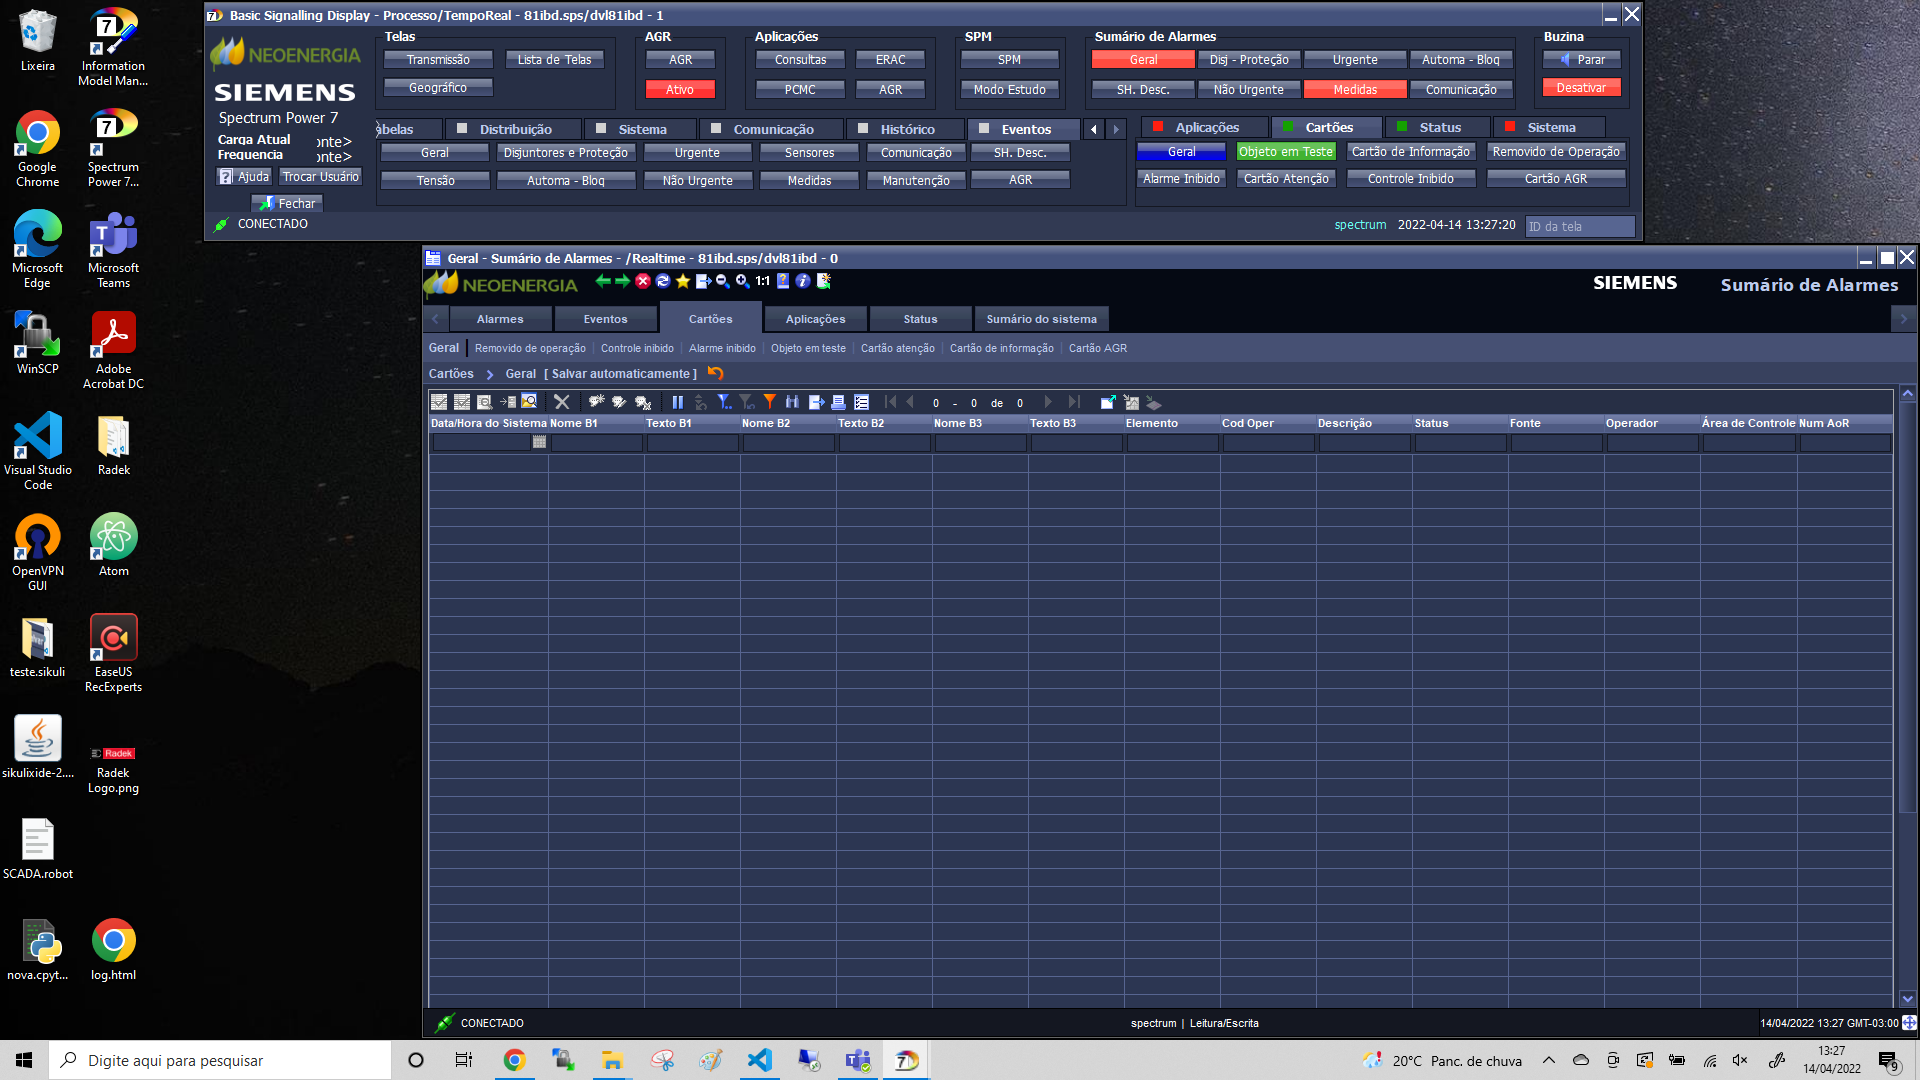 Lixeira
Information
Model Man...
Google
Chrome
Spectrum
Power 7...
Microsoft
Edge
Microsoft
Teams
WinSCP
Adobe
Acrobat DC
Visual Studio
Code
Radek
OpenVPN
GUI
Atom
teste.sikuli
EaseUS
RecExperts
sikulixide-2....
Radek
Radek
Logo.png
SCADA.robot
nova.cpyt...
log.html
Basic Signalling Display - Processo/TempoReal - 81ibd.sps/dvl81ibd - 1
NEOENERGIA
SIEMENS
Spectrum Power 7
Carga Atual
onte>
Frequencia
onte>
Ajuda
Trocar Usuário
Fechar
CONECTADO
Telas
Transmissão
Lista de Telas
Geográfico
AGR
AGR
Ativo
Aplicações
Consultas
ERAC
PCMC
AGR
SPM
SPM
Modo Estudo
Sumário de Alarmes
Geral
Disj - Proteção
Urgente
Automa - Bloq
SH. Desc.
Não Urgente
Medidas
Comunicação
Buzina
Parar
Desativar
abelas
Distribuição
Sistema
Comunicação
Histórico
Eventos
Geral
Disjuntores e Proteção
Urgente
Sensores
Comunicação
SH. Desc.
Tensão
Automa - Bloq
Não Urgente
Medidas
Manutenção
AGR
Aplicações
Cartões
Status
Sistema
Geral
Objeto em Teste
Cartão de Informação
Removido de Operação
Alarme Inibido
Cartão Atenção
Controle Inibido
Cartão AGR
spectrum
2022-04-14 13:27:20
ID da tela
Geral - Sumário de Alarmes - /Realtime - 81ibd.sps/dvl81ibd - 0
NEOENERGIA
1:1
SIEMENS
Sumário de Alarmes
Alarmes
Eventos
Cartões
Aplicações
Status
Sumário do sistema
Geral
Removido de operação
Controle inibido
Alarme inibido
Objeto em teste
Cartão atenção
Cartão de informação
Cartão AGR
Cartões
Geral
[ Salvar automaticamente ]
0 - 0 de 0
Data/Hora do Sistema
Nome B1
Texto B1
Nome B2
Texto B2
Nome B3
Texto B3
Elemento
Cod Oper
Descrição
Status
Fonte
Operador
Área de Controle
Num AoR
CONECTADO
spectrum | Leitura/Escrita
14/04/2022 13:27 GMT-03:00
Digite aqui para pesquisar
20°C Panc. de chuva
13:27
14/04/2022
9